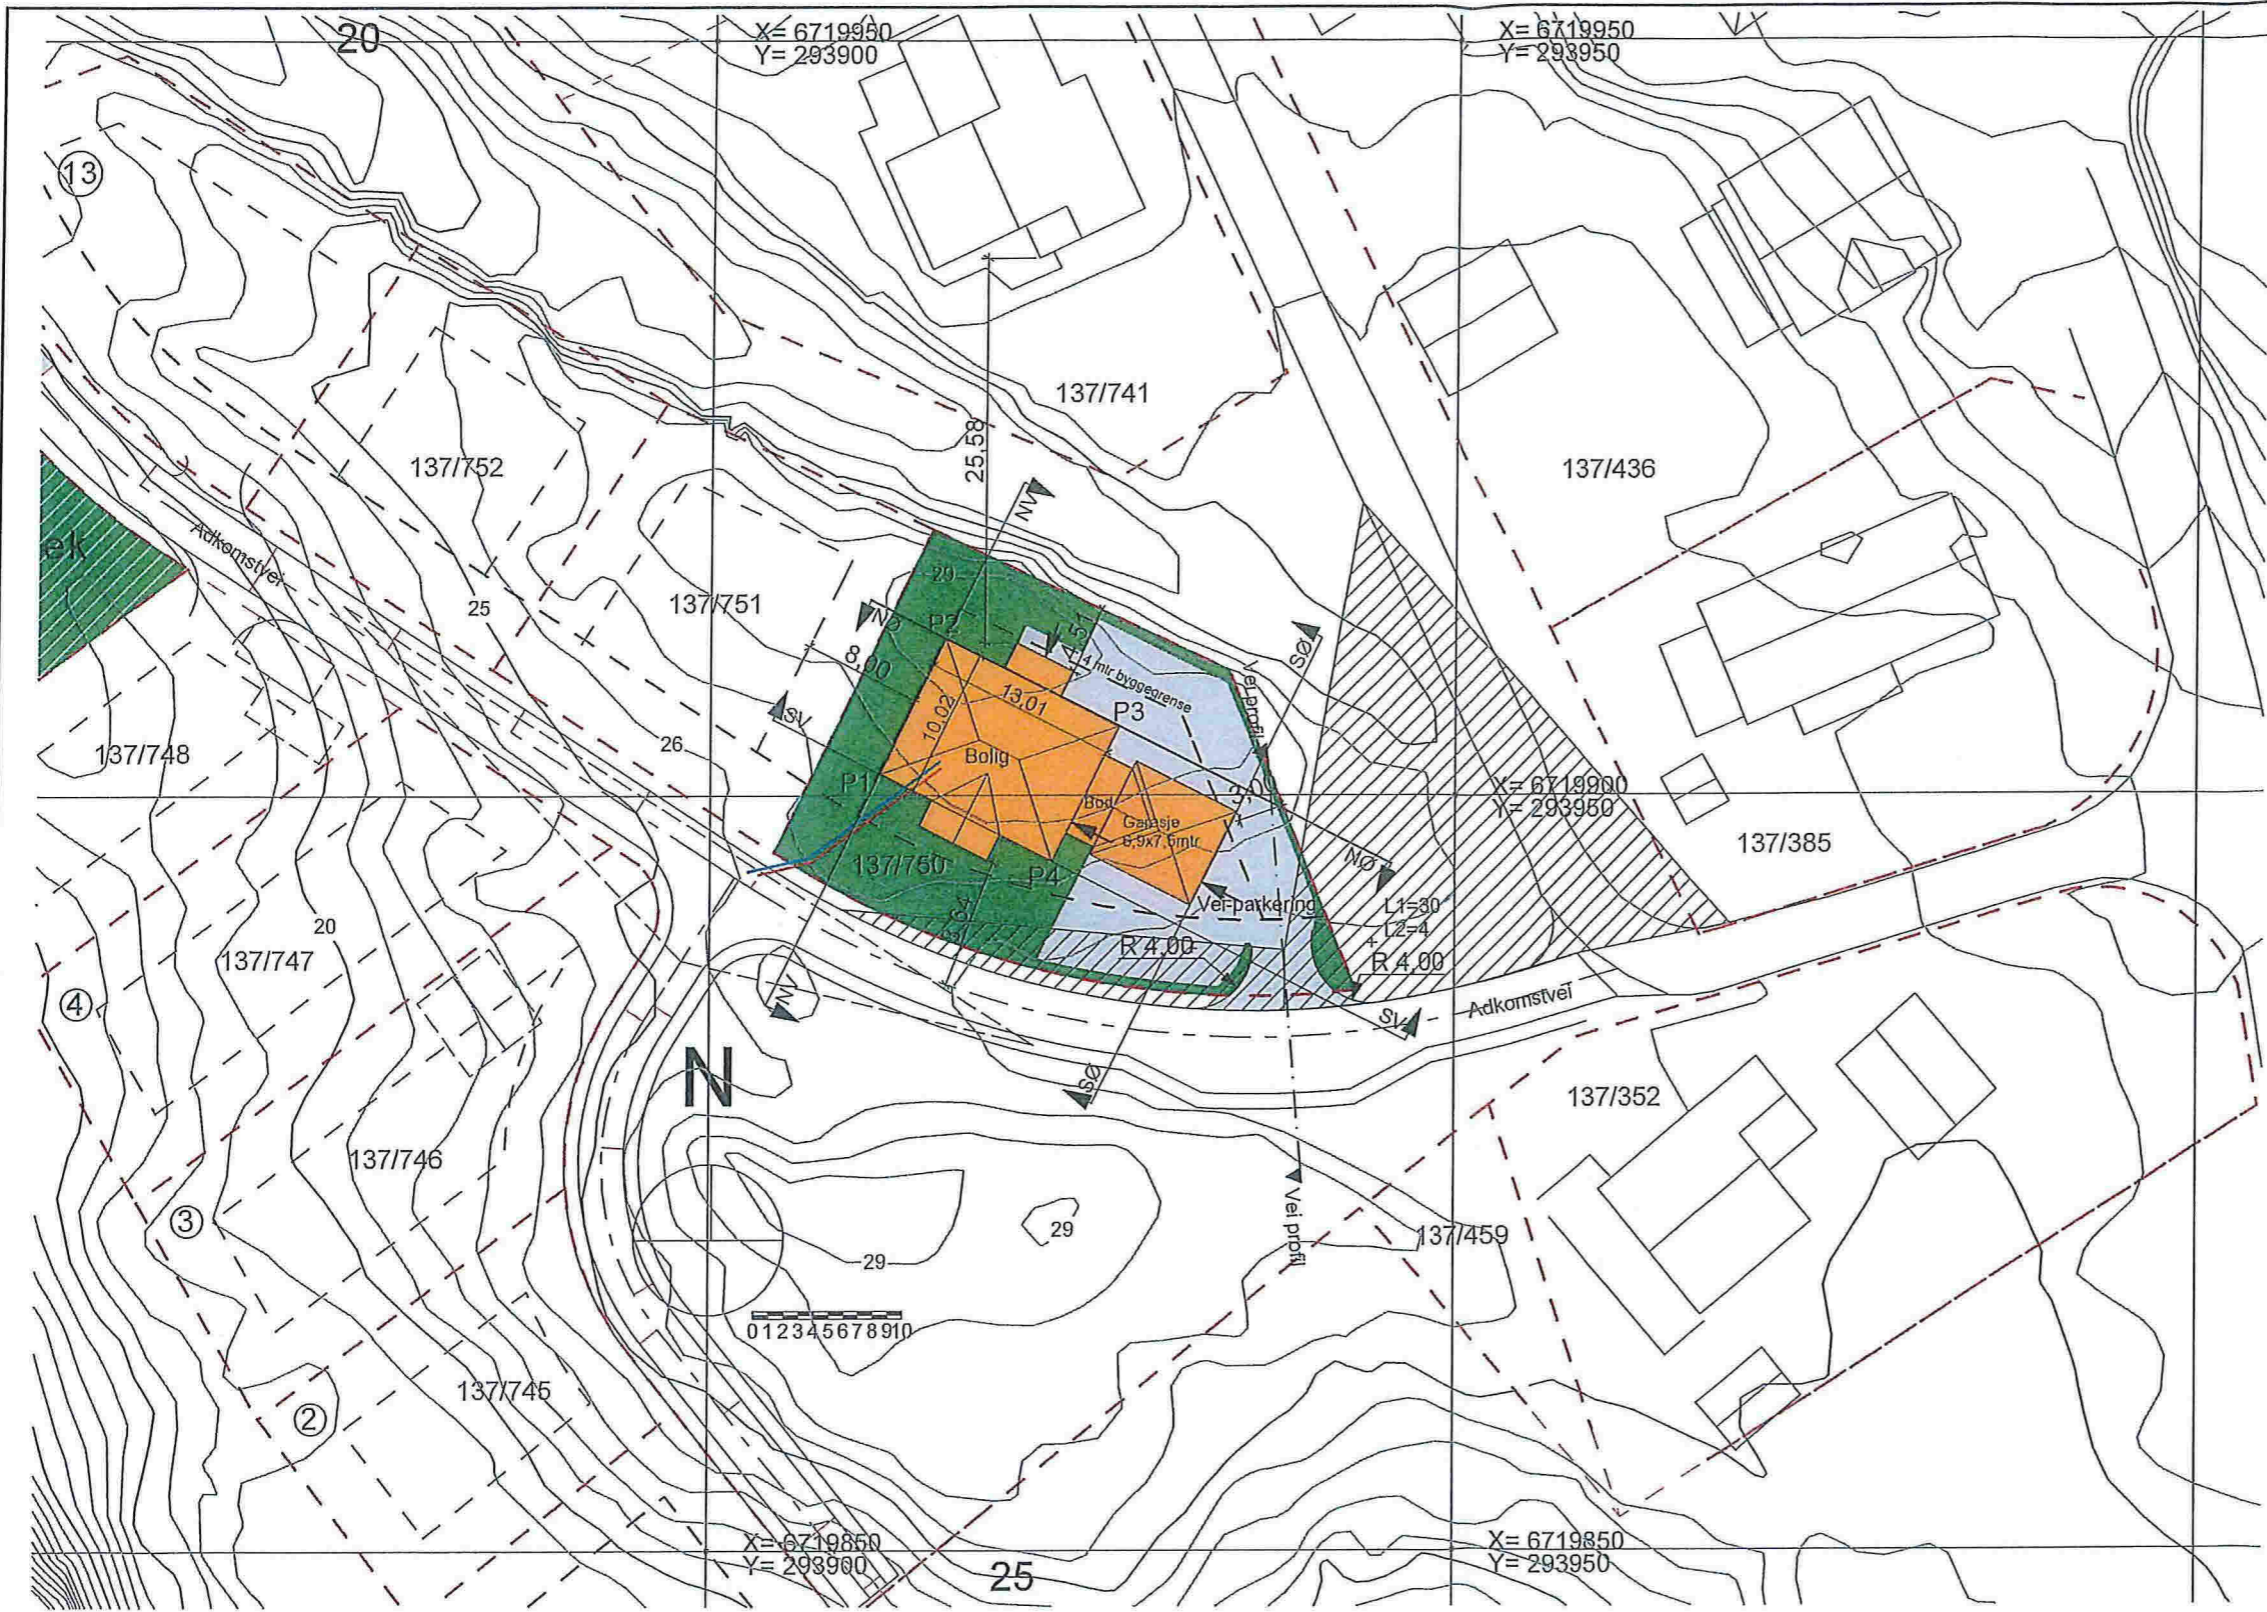 20
X= 6719950
Y= 293900
X= 6719950
Y= 293950
13
137/741
25,58
137/752
137/436
ek
Adkomstvei
NV
29
25
137/751
NØ
P2
4,51
SØ
8,00
4 mtr byggegrense
Vei profil
13,01
10,02
P3
SV
26
137/748
Bolig
P1
3,00
X= 6719900
Y= 293950
Bod
Garasje
6,9x7,6mtr
137/385
137/750
P4
NØ
Vei-parkering
L1=30
L2=4
20
137/747
R 4,00
R 4,00
4
NV
SV
Adkomstvei
N
SØ
137/352
137/746
3
Vei profil
29
137/459
29
0 1 2 3 4 5 6 7 8 9 10
137/745
2
X= 6719850
Y= 293900
25
X= 6719850
Y= 293950